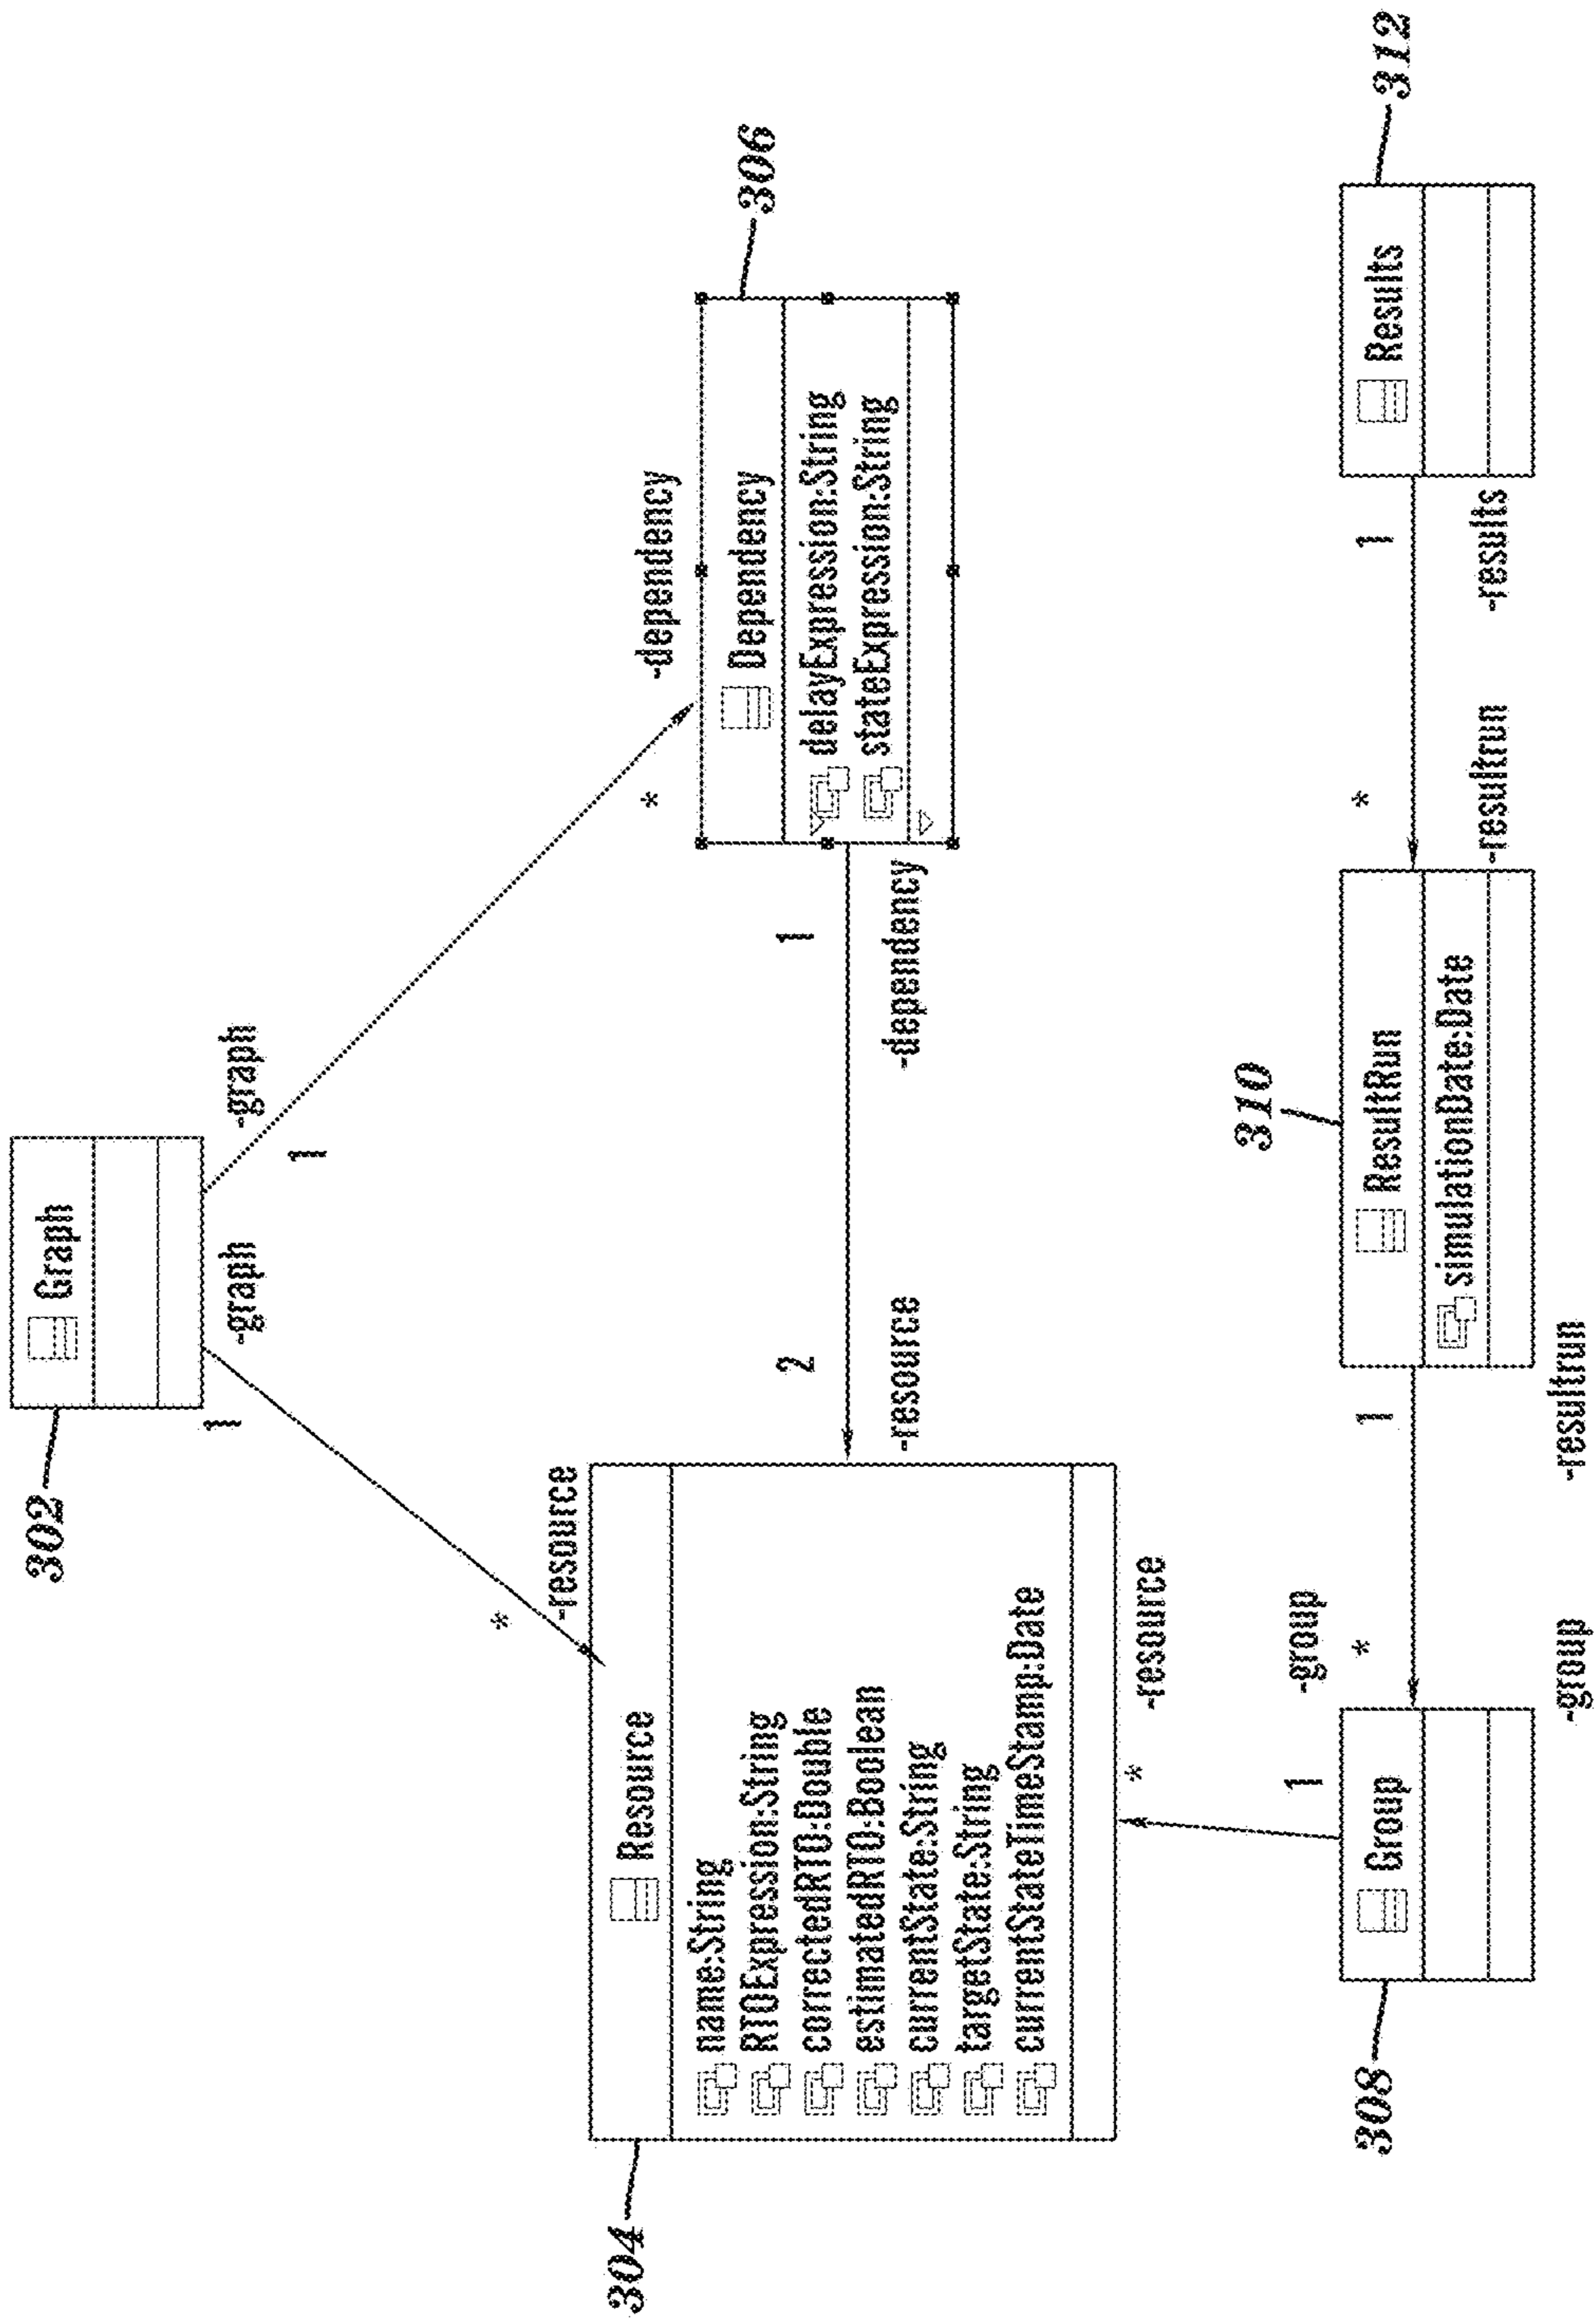 302
Graph
-graph
-graph
1
1
*
-resource
*
-dependency
304
Resource
name:String
RTOExpression:String
correctedRTO:Double
estimatedRTO:Boolean
currentState:String
targetState:String
currentStateTimeStamp:Date
2
-resource
1
-dependency
306
Dependency
delayExpression:String
stateExpression:String
*
-resource
1
-group
308
Group
*
-group
1
-resultrun
310
ResultRun
simulationDate:Date
*
-resultrun
1
-results
312
Results